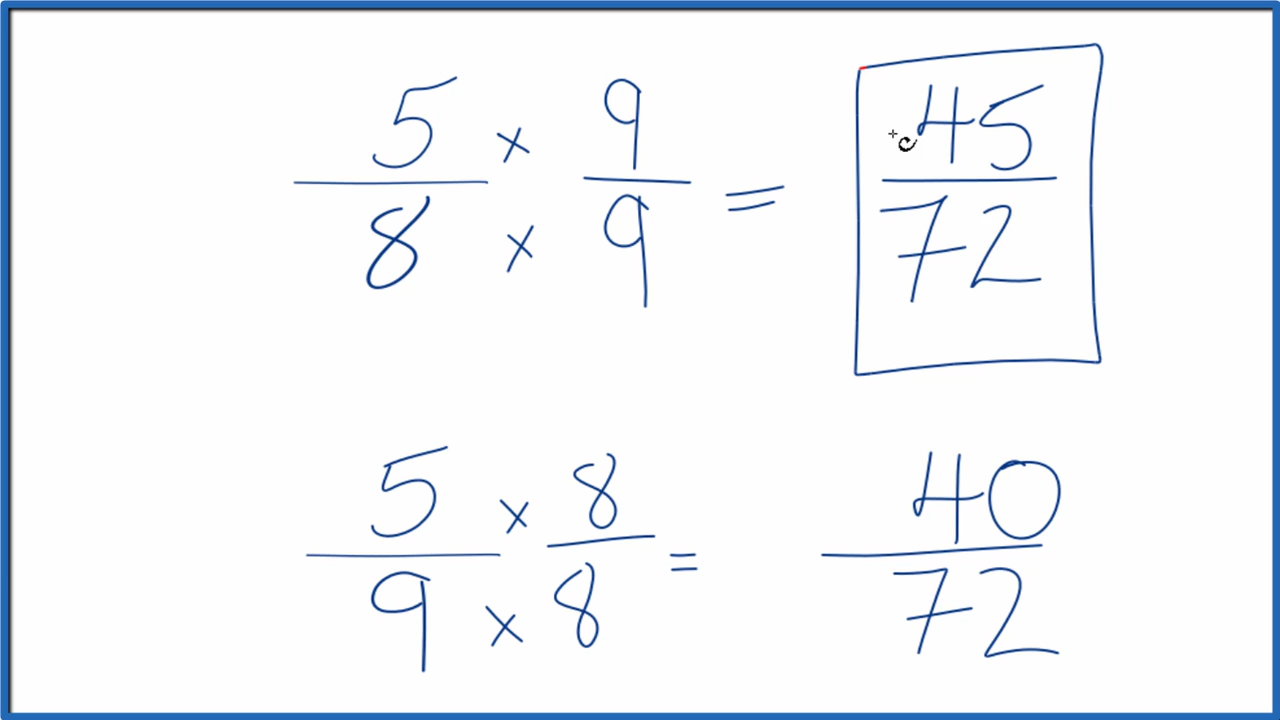 5 × 9 = 45
8 × 9 72
5 × 8 = 40
9 × 8 72